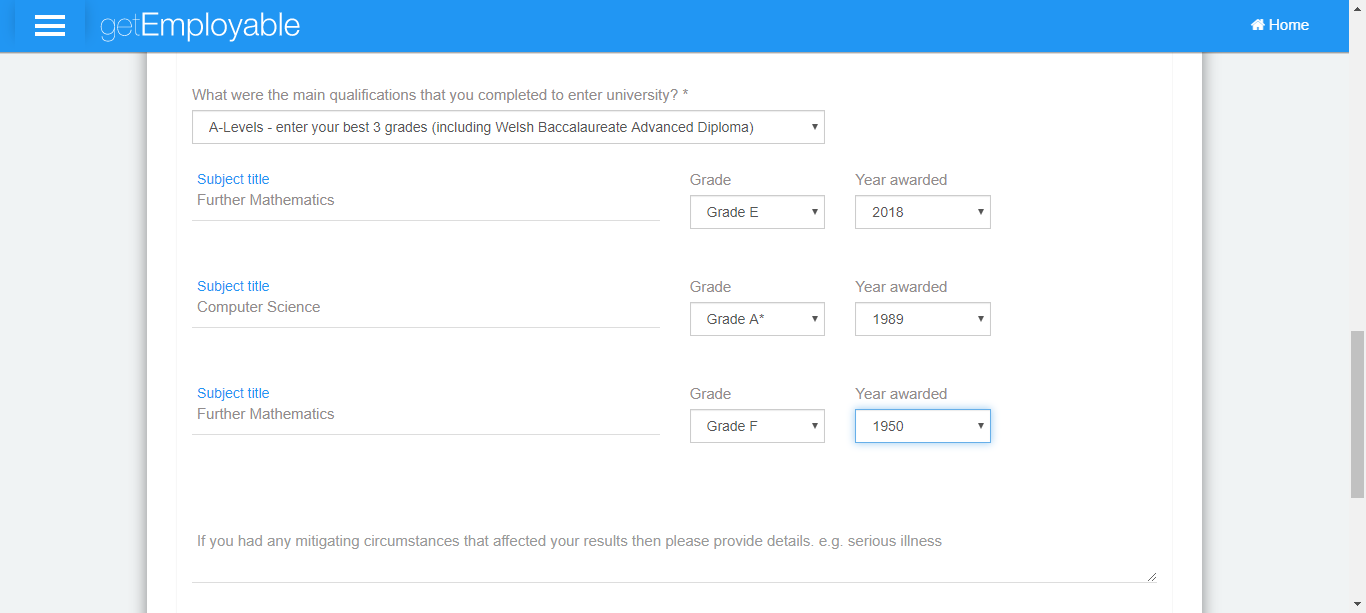 getEmployable
Home
What were the main qualifications that you completed to enter university? *
A-Levels - enter your best 3 grades (including Welsh Baccalaureate Advanced Diploma)
Subject title
Grade
Year awarded
Further Mathematics
Grade E
2018
Subject title
Grade
Year awarded
Computer Science
Grade A*
1989
Subject title
Grade
Year awarded
Further Mathematics
Grade F
1950
If you had any mitigating circumstances that affected your results then please provide details. e.g. serious illness